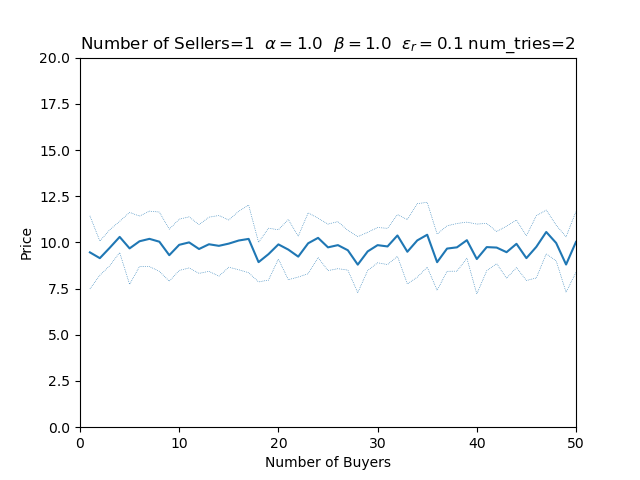 Number of Sellers=1 α = 1.0 β = 1.0 εr = 0.1 num_tries=2
20.0
17.5
15.0
12.5
10.0
7.5
5.0
2.5
0.0
Price
0 10 20 30 40 50
Number of Buyers